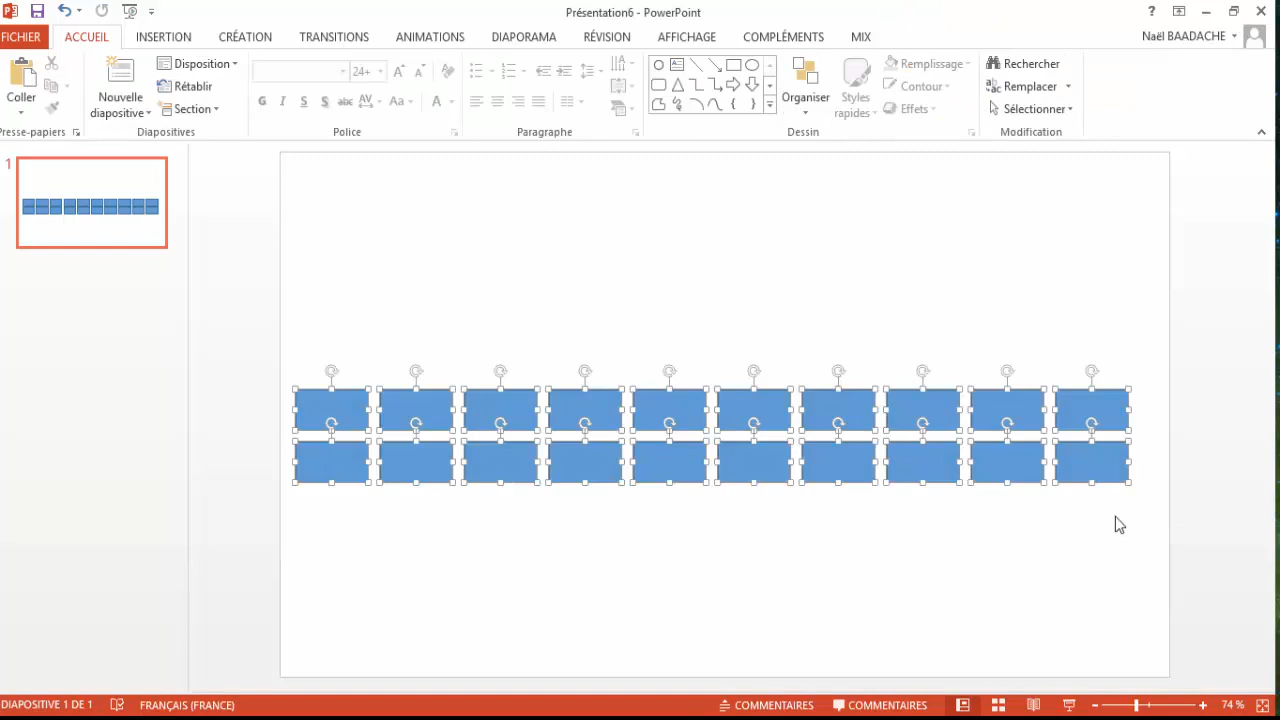 Présentation6 - PowerPoint
?
FICHIER ACCUEIL INSERTION CRÉATION TRANSITIONS ANIMATIONS DIAPORAMA RÉVISION AFFICHAGE COMPLÉMENTS MIX Naël BAADACHE
Coller
Presse-papiers
Nouvelle
diapositive
Disposition
Rétablir
Section
Diapositives
24+ A A
G I S S abc AV Aa A
Police
Paragraphe
Organiser
Styles
rapides
Remplissage
Contour
Effets
Dessin
Rechercher
Remplacer
Sélectionner
Modification
1
DIAPOSITIVE 1 DE 1 FRANÇAIS (FRANCE) COMMENTAIRES COMMENTAIRES 74 %